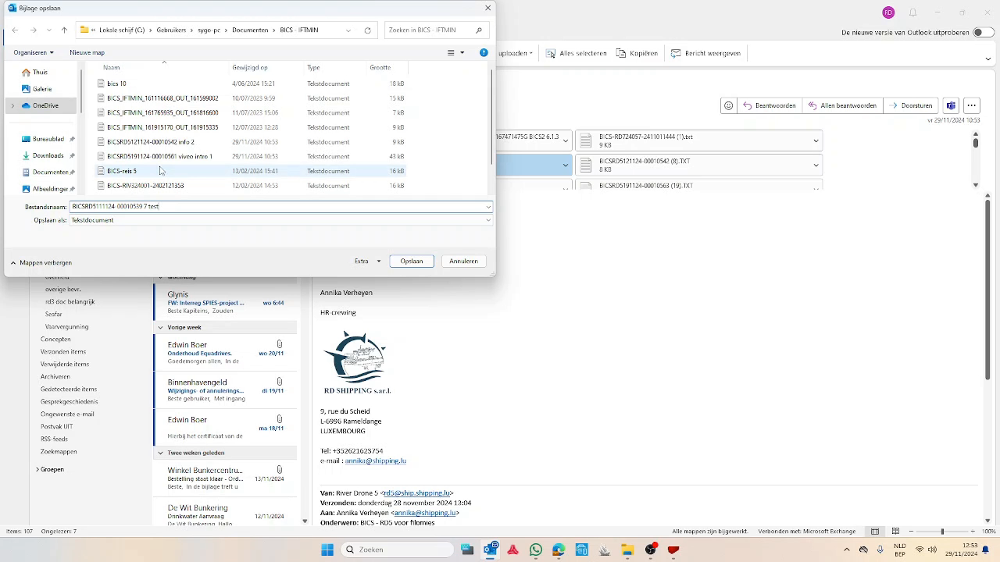 Bijlage opslaan
Lokale schijf (C:) > Gebruikers > sygo-pc > Documenten > BICS - IFTMIN
Zoeken in BICS - IFTMIN
Organiseren
Nieuwe map
Thuis
Galerie
OneDrive
Bureaublad
Downloads
Documenten
Afbeeldinger
Naam Gewijzigd op Type Grootte
bics 10 4/06/2024 15:21 Tekstdocument 18 kB
BICS_IFTMIN_161116668_OUT_161599002 10/07/2023 9:59 Tekstdocument 15 kB
BICS_IFTMIN_161765935_OUT_161816600 11/07/2023 15:09 Tekstdocument 7 kB
BICS_IFTMIN_161915170_OUT_161915335 12/07/2023 12:28 Tekstdocument 9 kB
BICSRD5121124-00010542 info 2 29/11/2024 10:53 Tekstdocument 9 kB
BICSRD5191124-00010561 viveo intro 1 29/11/2024 10:53 Tekstdocument 43 kB
BICS-reis 5 13/02/2024 15:41 Tekstdocument 16 kB
BICS-RIV324001-2402121353 12/02/2024 14:53 Tekstdocument 16 kB
Bestandsnaam: BICSRD5111124-00010539 7 test
Opslaan als: Tekstdocument
Mappen verbergen
Extra
Opslaan
Annuleren
RD
De nieuwe versie van Outlook uitproberen
uploaden
Alles selecteren
Kopiëren
Bericht weergeven
Beantwoorden
Allen beantwoorden
Doorsturen
vr 29/11/2024 10:53
167471475G BICS2 6.1.3
BICS-RD724057-2411011444 (1).txt
9 KB
BICSRD5121124-00010542 (8).TXT
8 KB
BICSRD5191124-00010563 (19).TXT
overheid
overige bevr.
rd3 doc belangrijk
Seafar
Vaarvergunning
Concepten
Verzonden items
Verwijderde items
Archiveren
Gedetecteerde items
Geschpreksgeschiedenis
Ongewenste e-mail
Postvak UIT
RSS-feeds
Zoekmappen
Groepen
woensdag
Glynis
FW: Interreg SPIES-project ... wo 6:44
Beste Kapiteins, Zouden
Vorige week
Edwin Boer
Onderhoud Equadrives. wo 20/11
Goedemorgen allen, In de
Binnenhavengeld
Wijzigings- of annulerings... di 19/11
Beste gebruiker, Met ingang
Edwin Boer
ma 18/11
Hierbij het certificaat van de
Twee weken geleden
Winkel Bunkercentru...
Bestelling staat klaar - Ord... 13/11/2024
In de bijlage treft u
De Wit Bunkering
Drinkwater Aanvraag 12/11/2024
Annika Verheyen
HR-crewing
RD SHIPPING s.ar.l.
9, rue du Scheid
L-6996 Rameldange
LUXEMBOURG
Tel: +352621623754
e-mail : annika@shipping.lu
Van: River Drone 5 <rd5@ship.shipping.lu>
Verzonden: donderdag 28 november 2024 13:04
Aan: Annika Verheyen <annika@shipping.lu>
Onderwerp: BICS - RD5 voor filmpjes
Items: 107 Ongelezen: 7
Alle mappen zijn bijgewerkt. Verbonden met: Microsoft Exchange
100%
Zoeken
NLD
BEP
12:53
29/11/2024